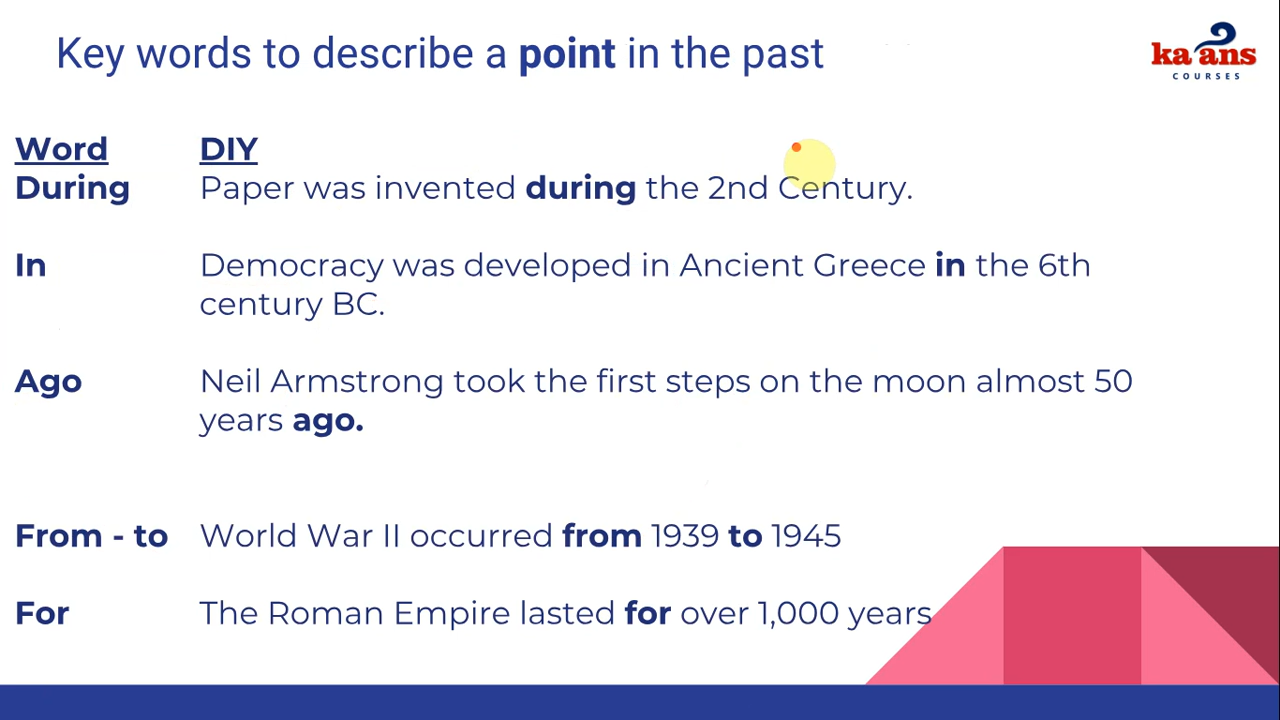 Key words to describe a point in the past
ka2ans
COURSES
Word DIY
During Paper was invented during the 2nd Century.
In Democracy was developed in Ancient Greece in the 6th
century BC.
Ago Neil Armstrong took the first steps on the moon almost 50
years ago.
From - to World War II occurred from 1939 to 1945
For The Roman Empire lasted for over 1,000 years